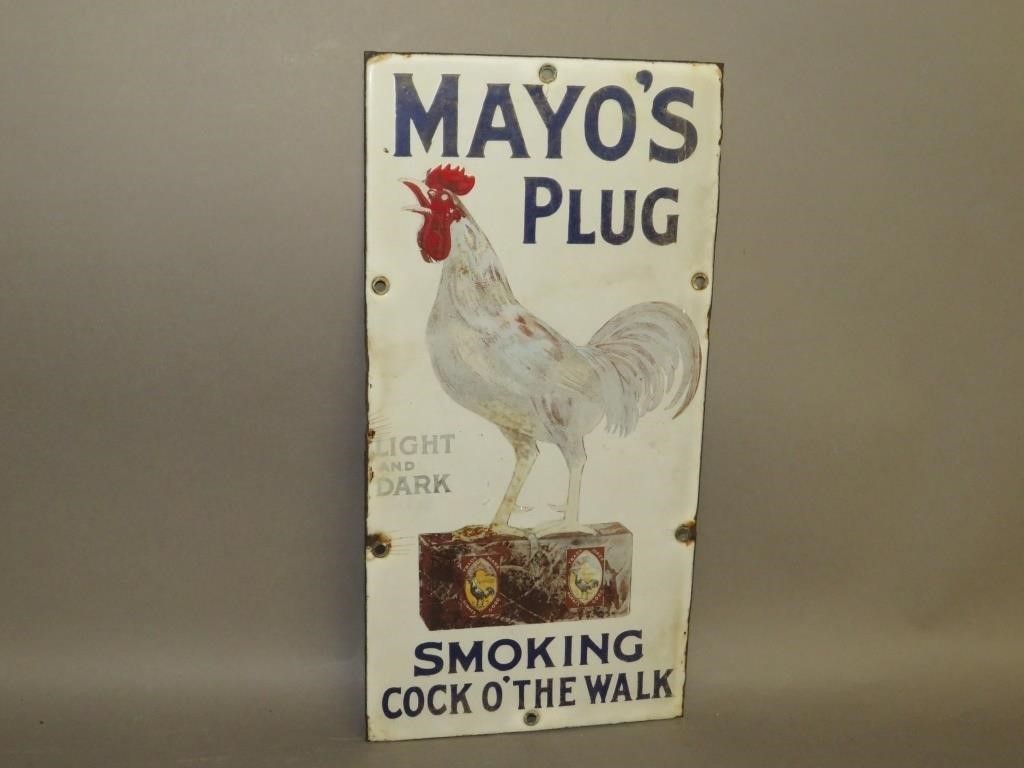 MAYO'S
PLUG
LIGHT
AND
DARK
SMOKING
COCK O' THE WALK